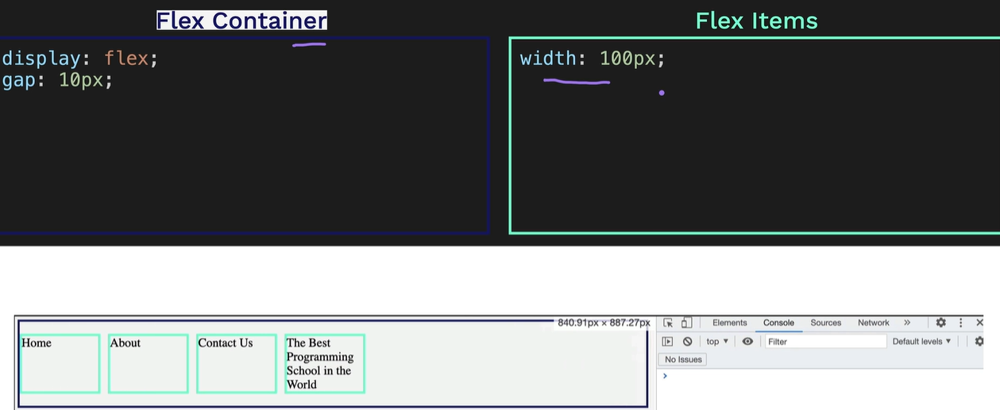 Flex Container
display: flex;
gap: 10px;
Flex Items
width: 100px;
840.91px × 887.27px
Home
About
Contact Us
The Best
Programming
School in the
World
Elements Console Sources Network »
top ▼ Filter Default levels ▼
No Issues
›